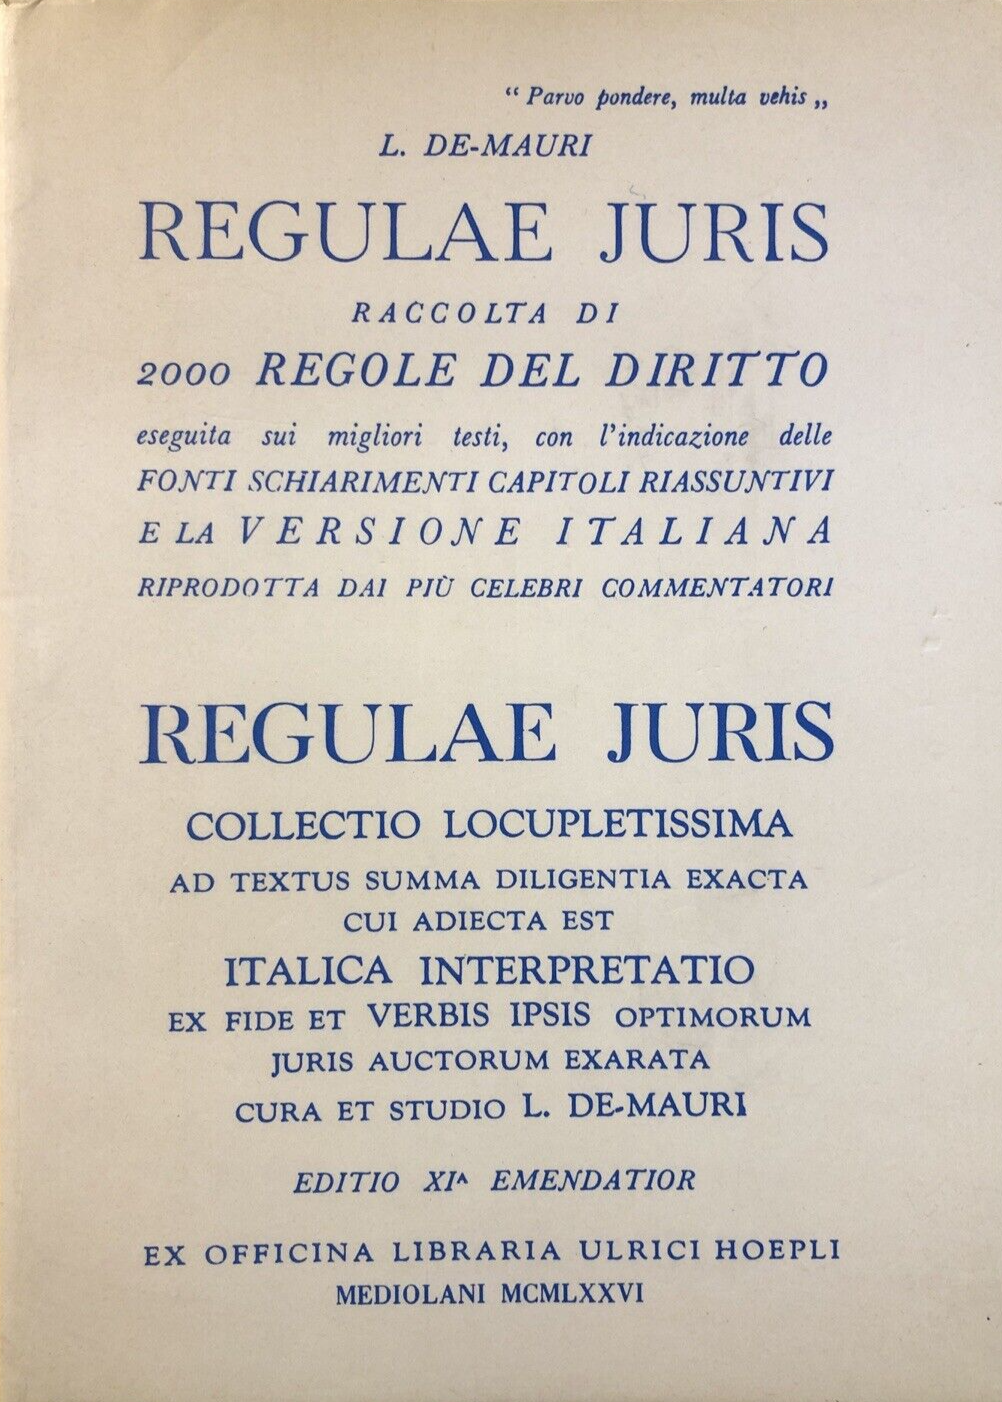 “ Parvo pondere, multa vehis „
L. DE-MAURI
REGULAE JURIS
RACCOLTA DI
2000 REGOLE DEL DIRITTO
eseguita sui migliori testi, con l’indicazione delle
FONTI SCHIARIMENTI CAPITOLI RIASSUNTIVI
E LA VERSIONE ITALIANA
RIPRODOTTA DAI PIÙ CELEBRI COMMENTATORI
REGULAE JURIS
COLLECTIO LOCUPLETISSIMA
AD TEXTUS SUMMA DILIGENTIA EXACTA
CUI ADIECTA EST
ITALICA INTERPRETATIO
EX FIDE ET VERBIS IPSIS OPTIMORUM
JURIS AUCTORUM EXARATA
CURA ET STUDIO L. DE-MAURI
EDITIO XIᴬ EMENDATIOR
EX OFFICINA LIBRARIA ULRICI HOEPLI
MEDIOLANI MCMLXXVI